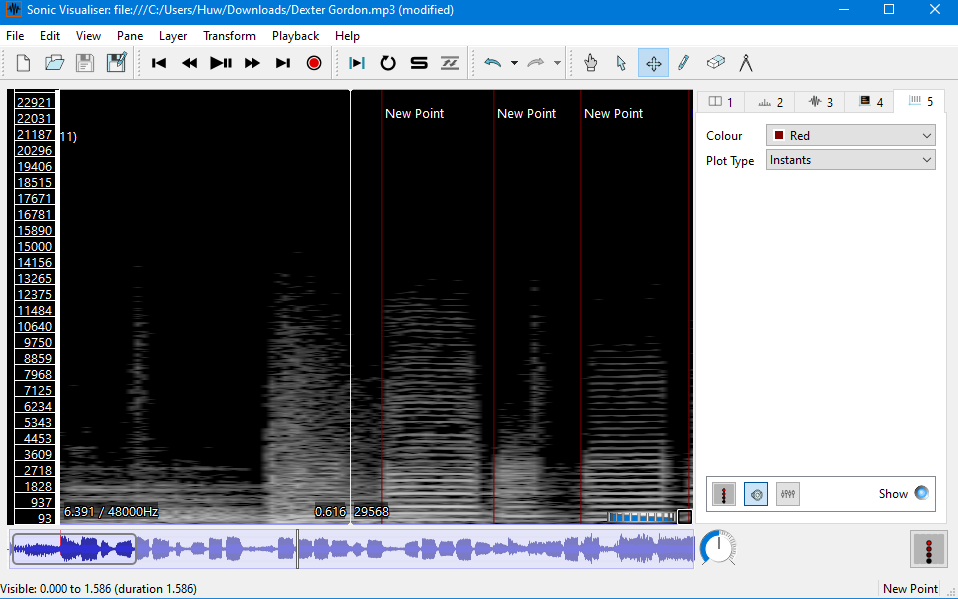 Sonic Visualiser: file:///C:/Users/Huw/Downloads/Dexter Gordon.mp3 (modified)
File Edit View Pane Layer Transform Playback Help
22921
22031
21187
20296
19406
18515
17671
16781
15890
15000
14156
13265
12375
11484
10640
9750
8859
7968
7125
6234
5343
4453
3609
2718
1828
937
93
11)
New Point New Point New Point
6.391 / 48000Hz
0.616 29568
1 2 3 4 5
Colour Red
Plot Type Instants
Show
Visible: 0.000 to 1.586 (duration 1.586)
New Point